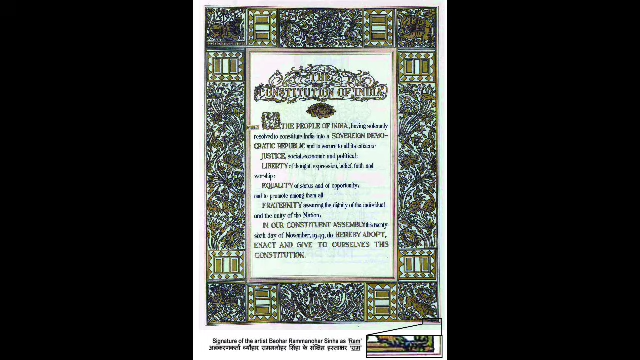 THE
CONSTITUTION OF INDIA
WE, THE PEOPLE OF INDIA, having solemnly
resolved to constitute India into a SOVEREIGN DEMO-
CRATIC REPUBLIC and to secure to all its citizens:
JUSTICE, social, economic and political;
LIBERTY of thought, expression, belief, faith and
worship;
EQUALITY of status and of opportunity;
and to promote among them all
FRATERNITY assuring the dignity of the individual
and the unity of the Nation;
IN OUR CONSTITUENT ASSEMBLY this twenty
sixth day of November, 1949, do HEREBY ADOPT,
ENACT AND GIVE TO OURSELVES THIS
CONSTITUTION.
Signature of the artist Beohar Rammanohar Sinha as 'Ram'
अलंकरणकर्ता ब्यौहार राममनोहर सिंहा के संक्षिप्त हस्ताक्षर 'राम'